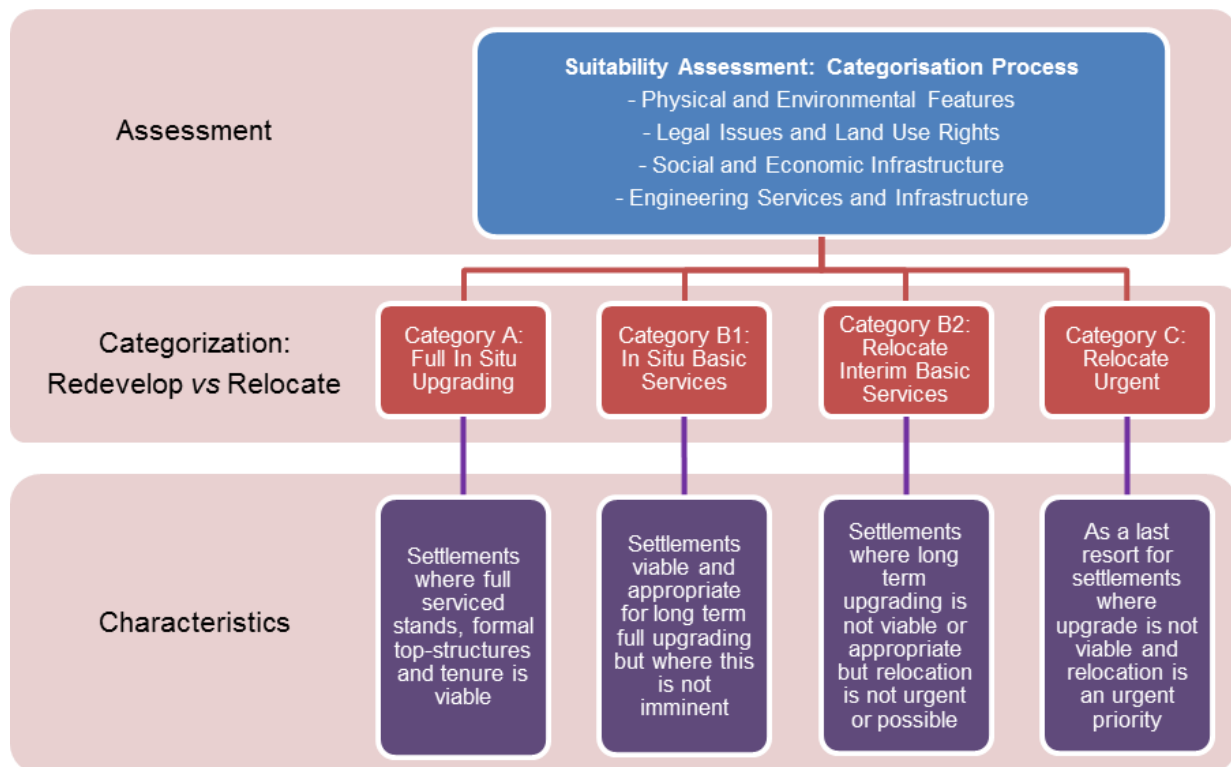 Assessment
Suitability Assessment: Categorisation Process
- Physical and Environmental Features
- Legal Issues and Land Use Rights
- Social and Economic Infrastructure
- Engineering Services and Infrastructure
Categorization:
Redevelop vs Relocate
Category A:
Full In Situ
Upgrading
Category B1:
In Situ Basic
Services
Category B2:
Relocate
Interim Basic
Services
Category C:
Relocate
Urgent
Characteristics
Settlements
where full
serviced
stands, formal
top-structures
and tenure is
viable
Settlements
viable and
appropriate
for long term
full upgrading
but where this
is not
imminent
Settlements
where long
term
upgrading is
not viable or
appropriate
but relocation
is not urgent
or possible
As a last
resort for
settlements
where
upgrade is not
viable and
relocation is
an urgent
priority